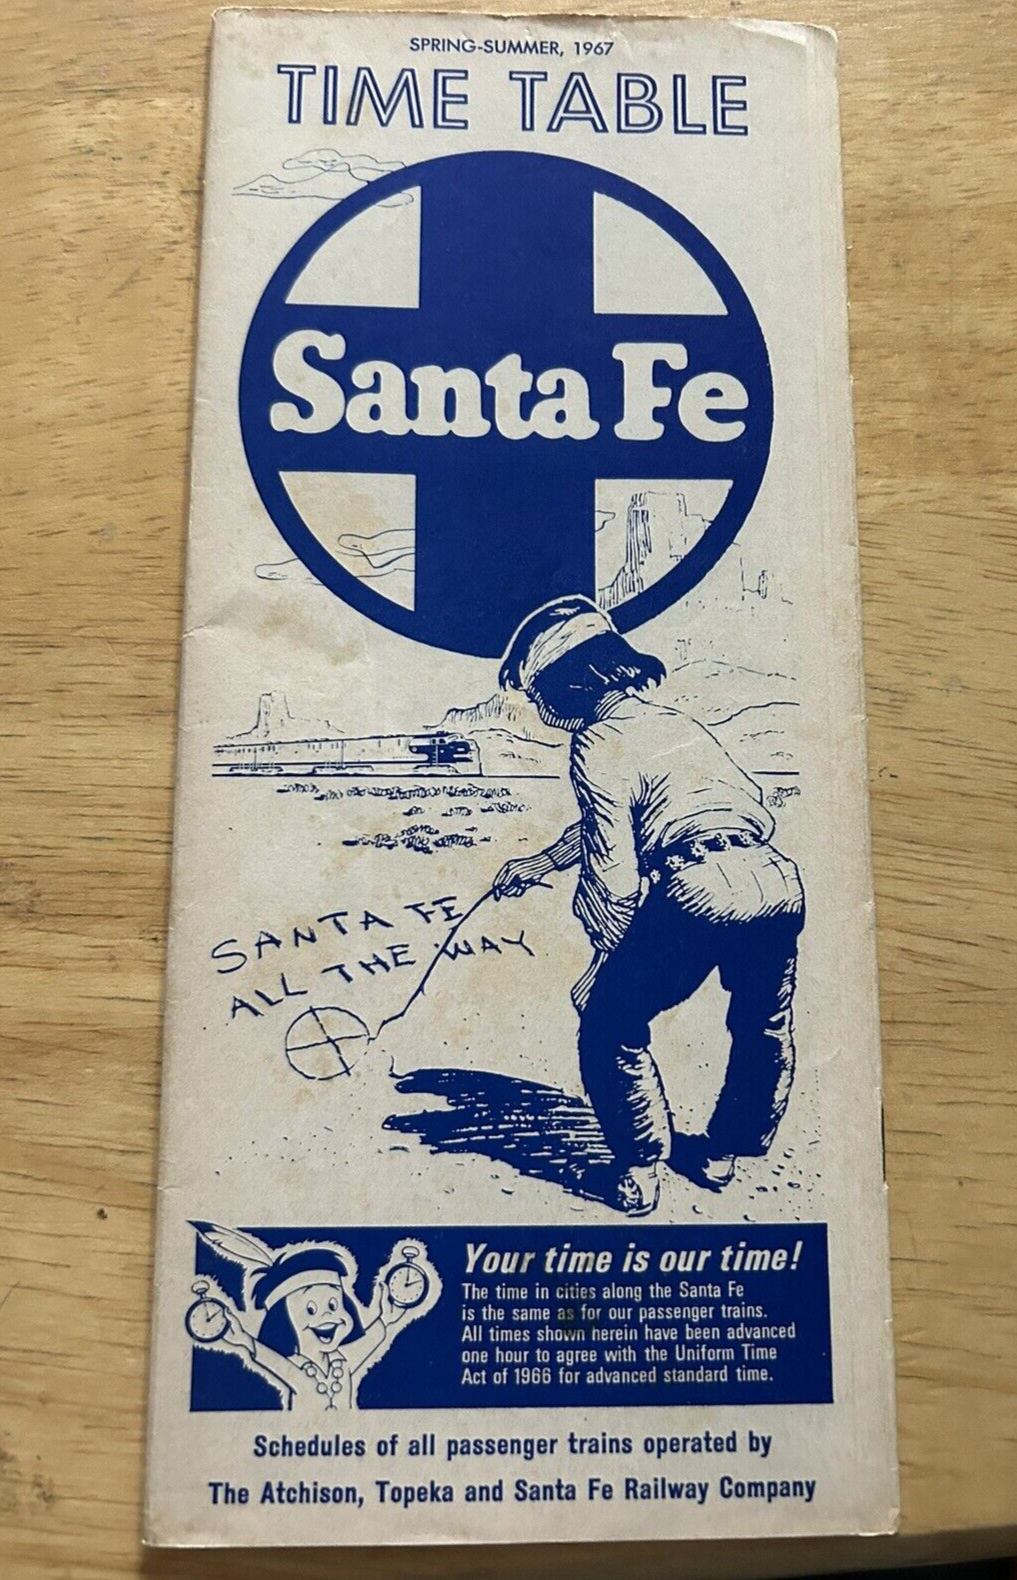 SPRING-SUMMER, 1967
TIME TABLE
Santa Fe
SANTA FE
ALL THE WAY
Your time is our time!
The time in cities along the Santa Fe
is the same as for our passenger trains.
All times shown herein have been advanced
one hour to agree with the Uniform Time
Act of 1966 for advanced standard time.
Schedules of all passenger trains operated by
The Atchison, Topeka and Santa Fe Railway Company